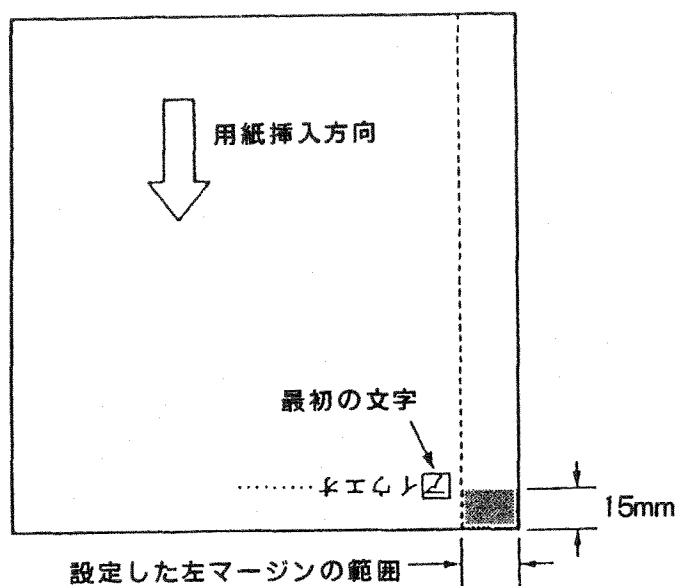 用紙挿入方向
最初の文字
アイウエオ………
15mm
設定した左マージンの範囲